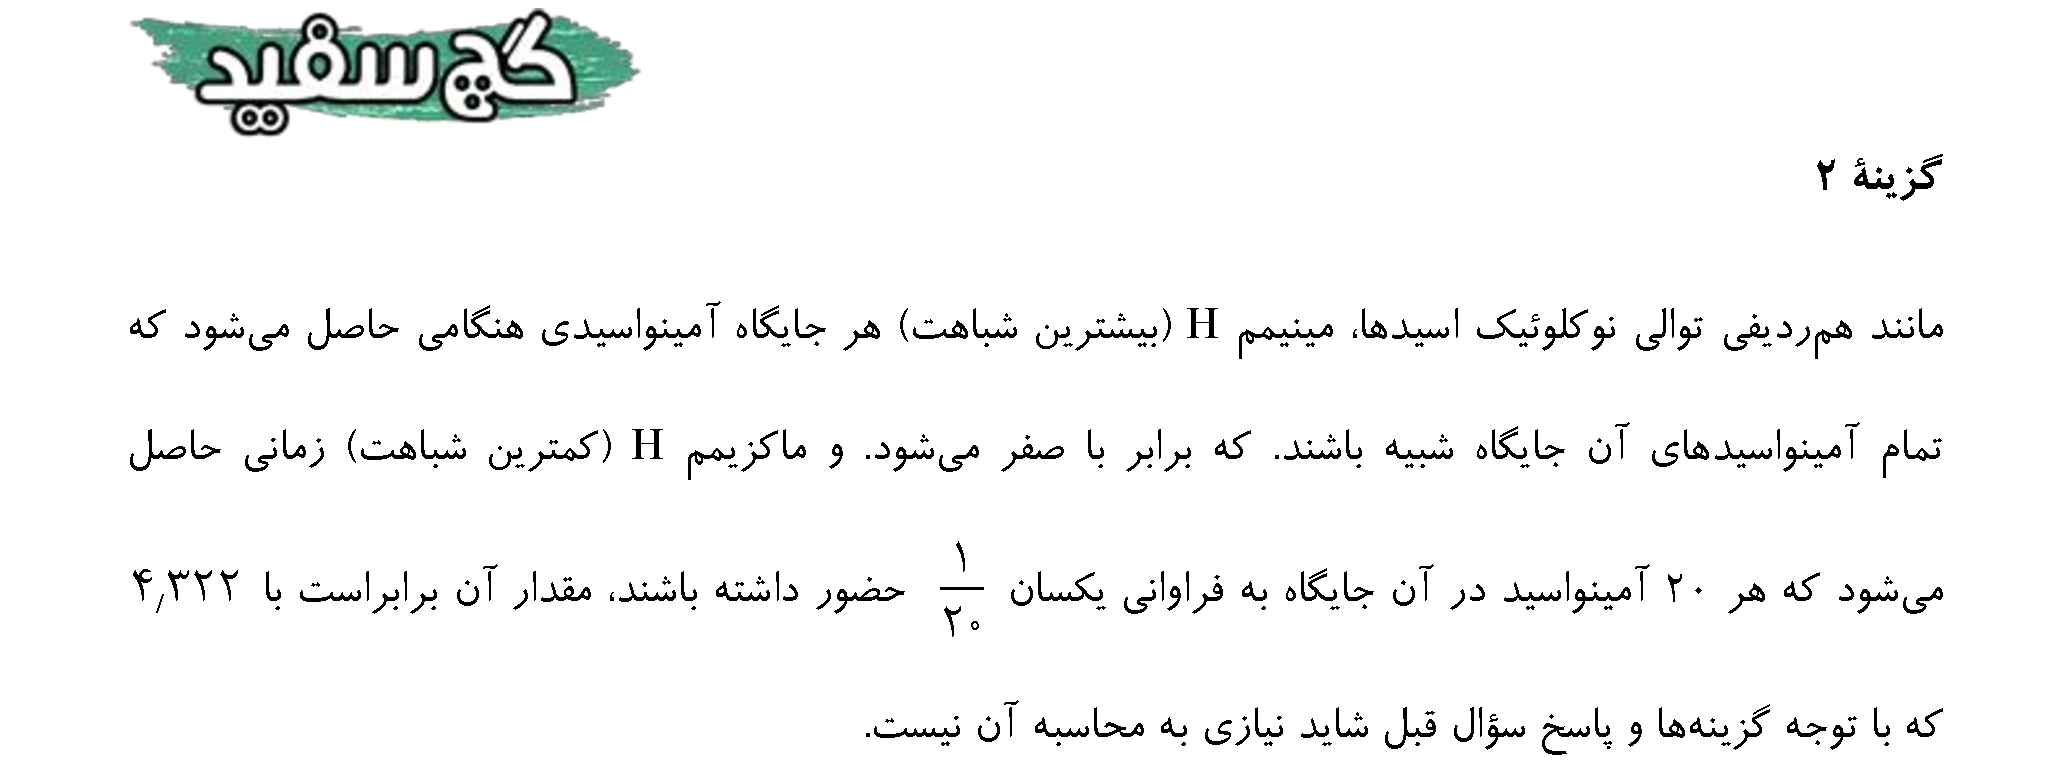 گچ سفید
گزینهٔ ۲
مانند هم‌ردیفی توالی نوکلوئیک اسیدها، مینیمم H (بیشترین شباهت) هر جایگاه آمینواسیدی هنگامی حاصل می‌شود که
تمام آمینواسیدهای آن جایگاه شبیه باشند. که برابر با صفر می‌شود. و ماکزیمم H (کمترین شباهت) زمانی حاصل
می‌شود که هر ۲۰ آمینواسید در آن جایگاه به فراوانی یکسان ۱/۲۰ حضور داشته باشند، مقدار آن برابراست با ۴٫۳۲۲
که با توجه گزینه‌ها و پاسخ سؤال قبل شاید نیازی به محاسبه آن نیست.